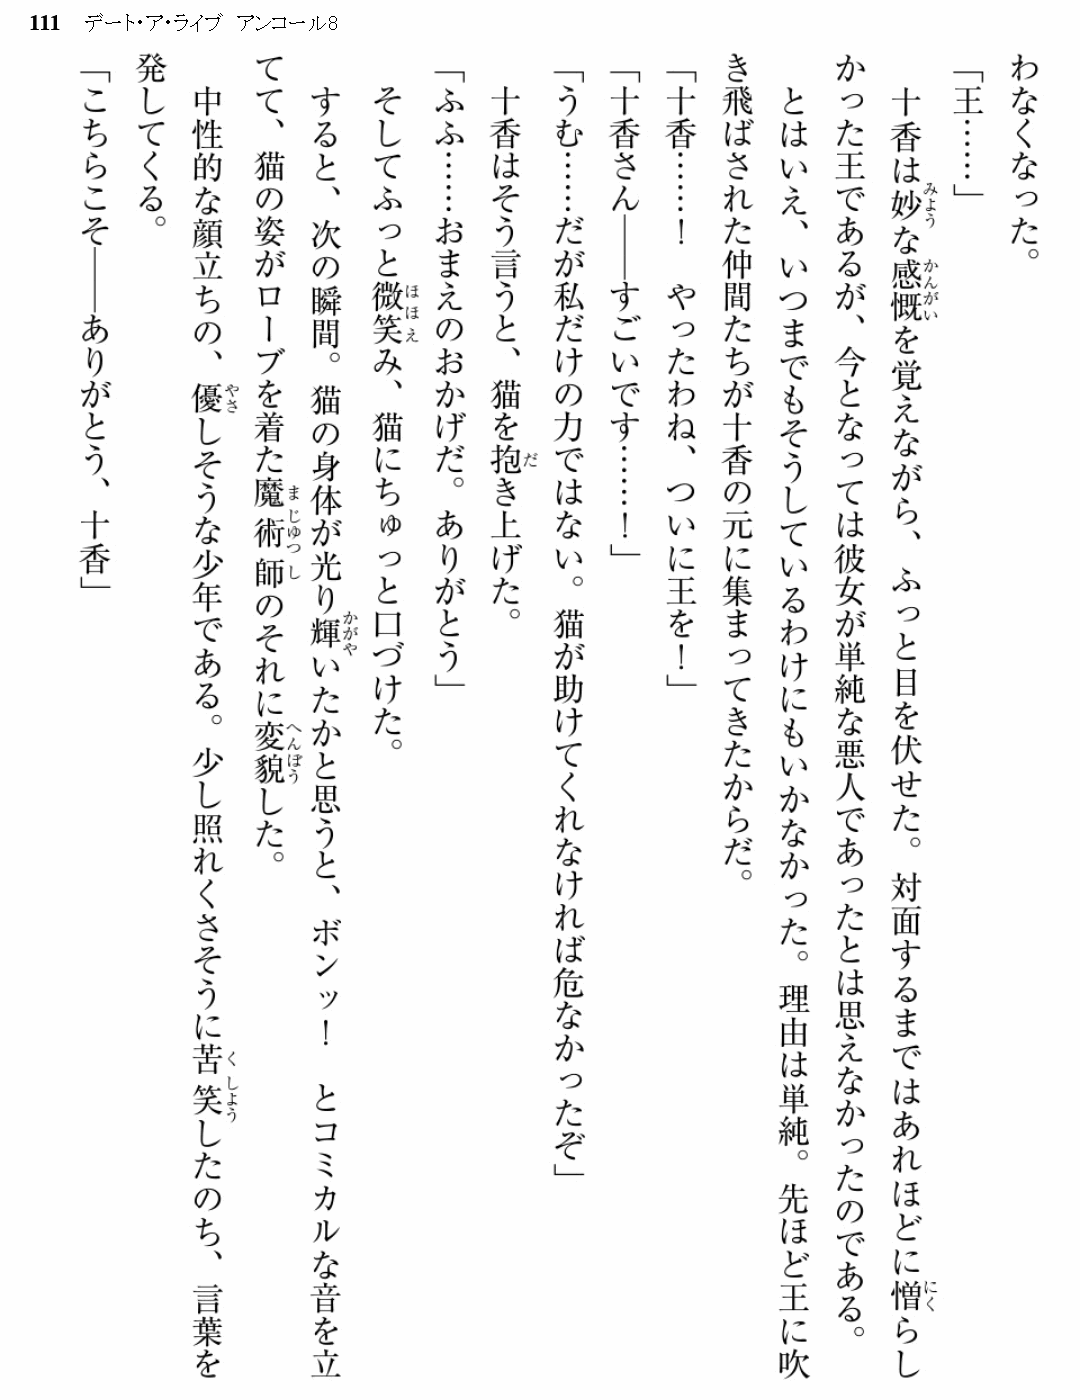 111 デート・ア・ライブ アンコール8
わなくなった。
「王……」
　十香は妙な感慨を覚えながら、ふっと目を伏せた。対面するまではあれほどに憎らし
かった王であるが、今となっては彼女が単純な悪人であったとは思えなかったのである。
　とはいえ、いつまでもそうしているわけにもいかなかった。理由は単純。先ほど王に吹
き飛ばされた仲間たちが十香の元に集まってきたからだ。
「十香……！　やったわね、ついに王を！」
「十香さん――すごいです……！」
「うむ……だが私だけの力ではない。猫が助けてくれなければ危なかったぞ」
　十香はそう言うと、猫を抱き上げた。
「ふふ……おまえのおかげだ。ありがとう」
　そしてふっと微笑み、猫にちゅっと口づけた。
　すると、次の瞬間。猫の身体が光り輝いたかと思うと、ボンッ！　とコミカルな音を立
てて、猫の姿がローブを着た魔術師のそれに変貌した。
　中性的な顔立ちの、優しそうな少年である。少し照れくさそうに苦笑したのち、言葉を
発してくる。
「こちらこそ――ありがとう、十香」